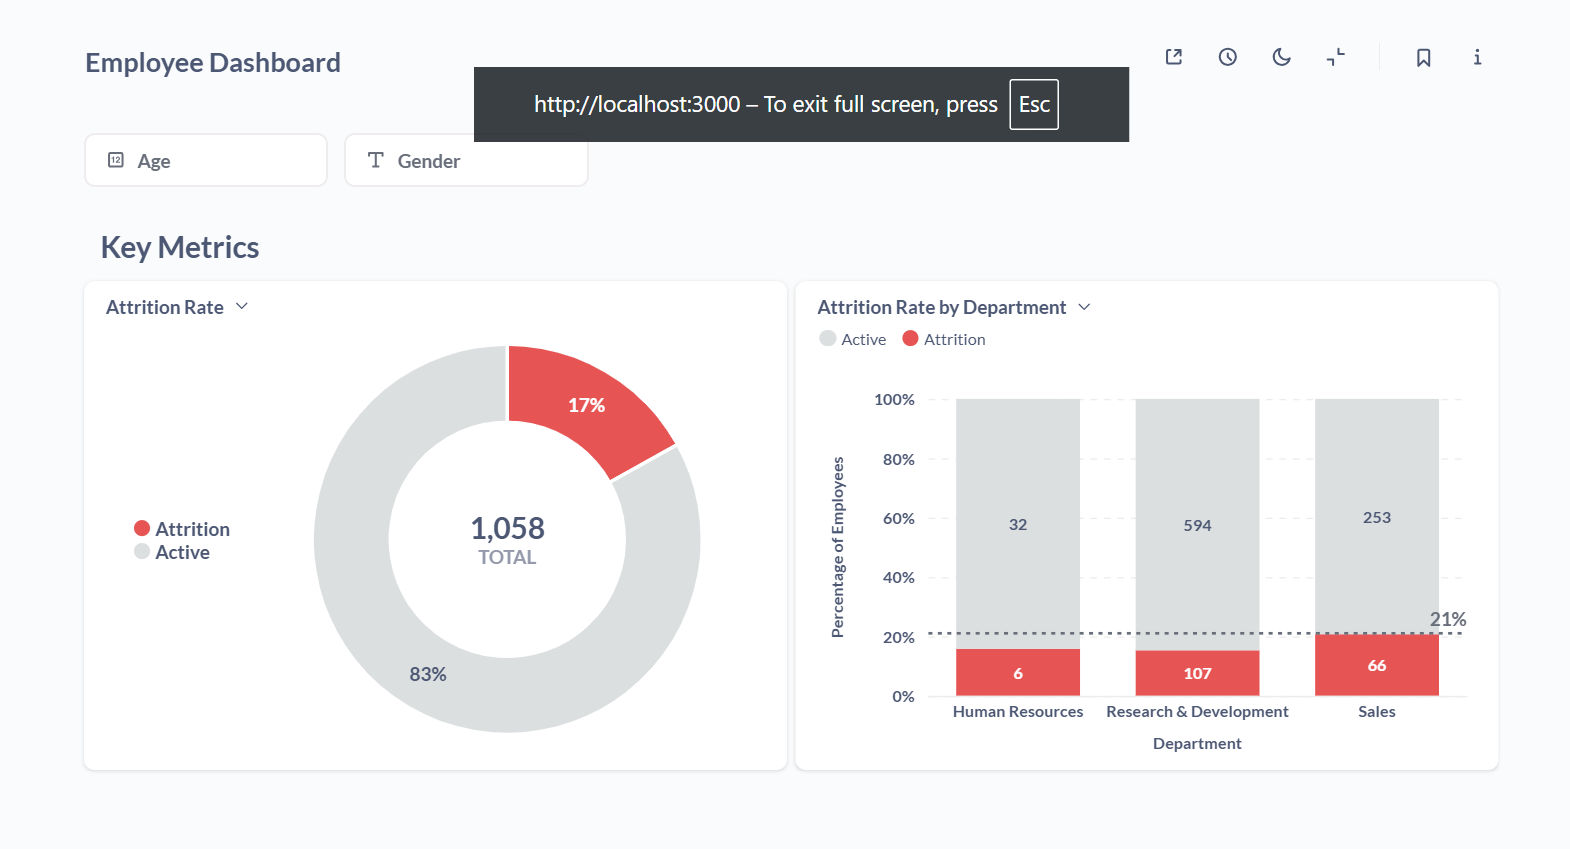 Employee Dashboard
http://localhost:3000 – To exit full screen, press Esc
12 Age
Gender
Key Metrics
Attrition Rate
17%
1,058
TOTAL
Attrition
Active
83%
Attrition Rate by Department
Active Attrition
Percentage of Employees
100%
80%
60%
40%
20%
0%
32
594
253
21%
6
107
66
Human Resources
Research & Development
Sales
Department